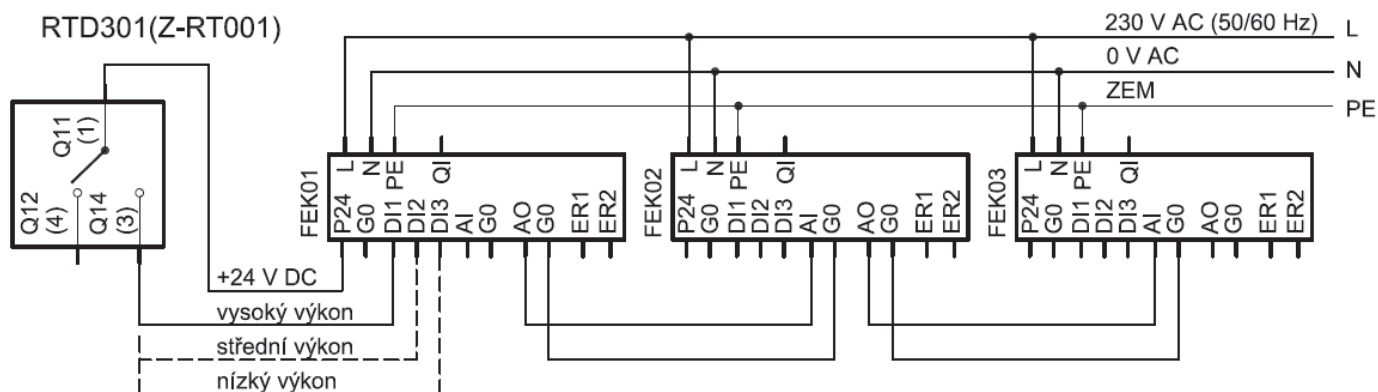 RTD301(Z-RT001)
230 V AC (50/60 Hz) L
0 V AC N
ZEM PE
Q11 (1)
Q12 (4)
Q14 (3)
FEK01
L N PE QI
P24 G0 DI1 DI2 DI3 AI G0 AO G0 ER1 ER2
FEK02
L N PE QI
P24 G0 DI1 DI2 DI3 AI G0 AO G0 ER1 ER2
FEK03
L N PE QI
P24 G0 DI1 DI2 DI3 AI G0 AO G0 ER1 ER2
+24 V DC
vysoký výkon
střední výkon
nízký výkon